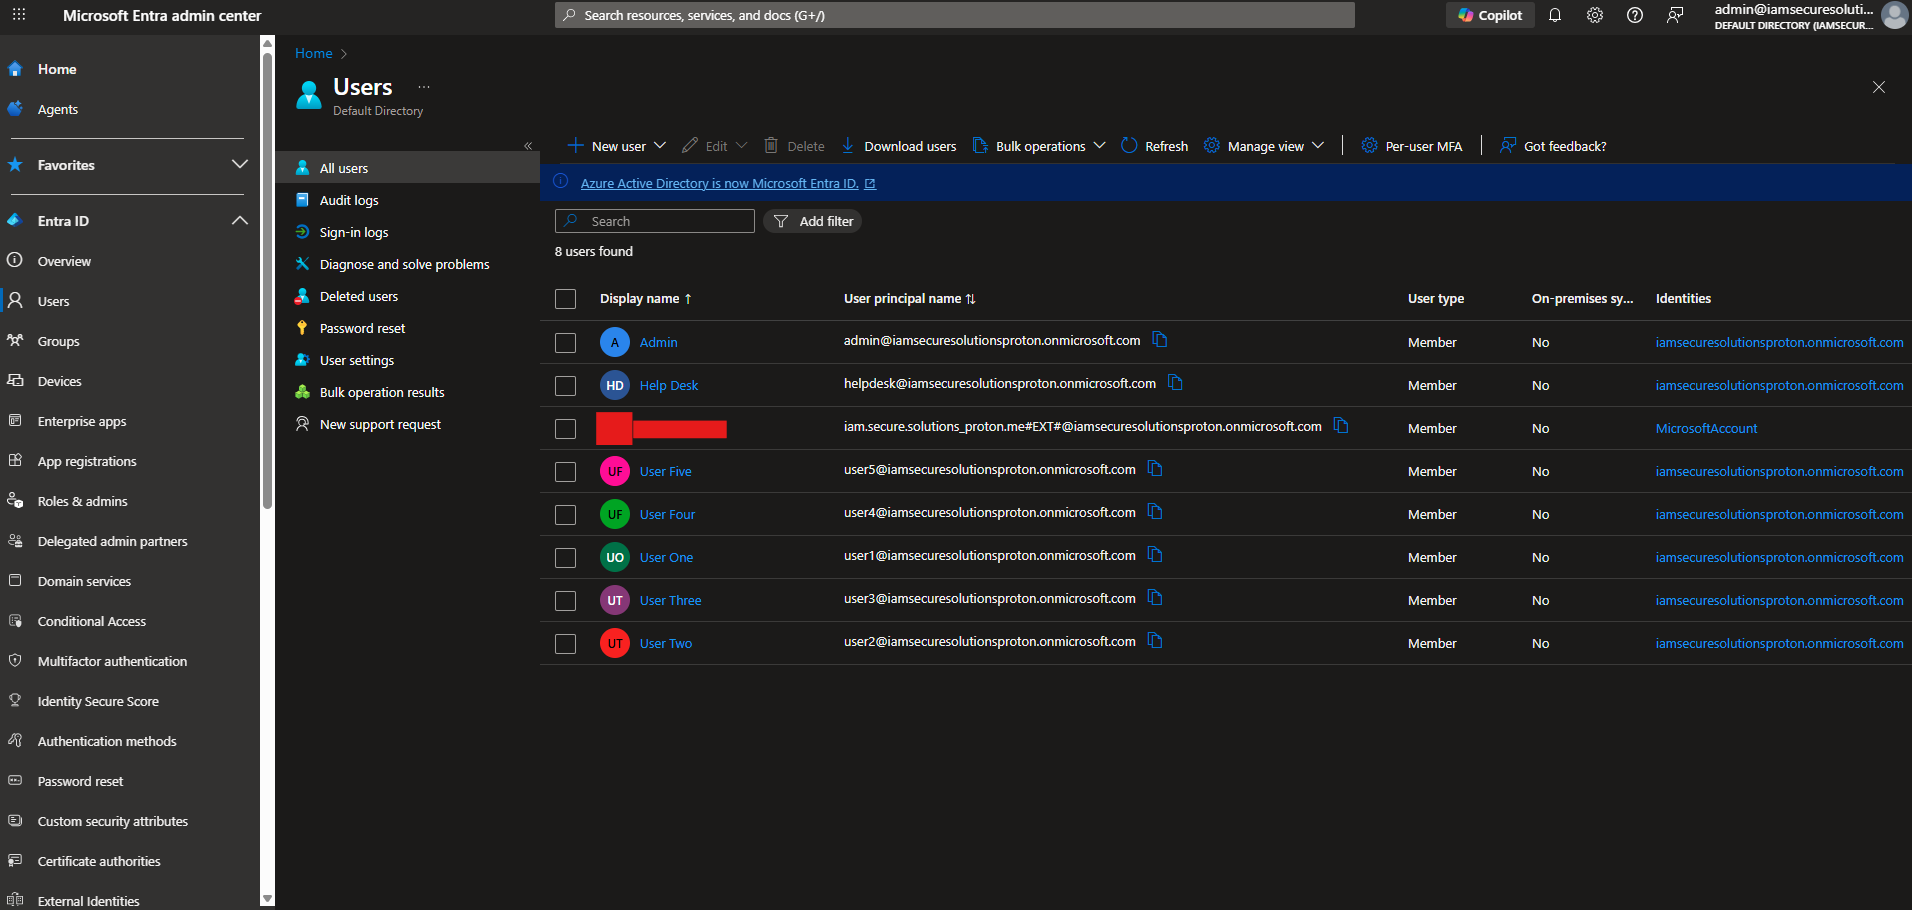 Microsoft Entra admin center
Search resources, services, and docs (G+/)
Copilot
admin@iamsecuresoluti...
DEFAULT DIRECTORY (IAMSECUR...
Home
Agents
Favorites
Entra ID
Overview
Users
Groups
Devices
Enterprise apps
App registrations
Roles & admins
Delegated admin partners
Domain services
Conditional Access
Multifactor authentication
Identity Secure Score
Authentication methods
Password reset
Custom security attributes
Certificate authorities
External Identities
Home
Users
...
Default Directory
All users
Audit logs
Sign-in logs
Diagnose and solve problems
Deleted users
Password reset
User settings
Bulk operation results
New support request
New user Edit Delete Download users Bulk operations Refresh Manage view Per-user MFA Got feedback?
Azure Active Directory is now Microsoft Entra ID.
Search Add filter
8 users found
Display name ↑ User principal name ↑↓ User type On-premises sy... Identities
A Admin admin@iamsecuresolutionsproton.onmicrosoft.com Member No iamsecuresolutionsproton.onmicrosoft.com
HD Help Desk helpdesk@iamsecuresolutionsproton.onmicrosoft.com Member No iamsecuresolutionsproton.onmicrosoft.com
iam.secure.solutions_proton.me#EXT#@iamsecuresolutionsproton.onmicrosoft.com Member No MicrosoftAccount
UF User Five user5@iamsecuresolutionsproton.onmicrosoft.com Member No iamsecuresolutionsproton.onmicrosoft.com
UF User Four user4@iamsecuresolutionsproton.onmicrosoft.com Member No iamsecuresolutionsproton.onmicrosoft.com
UO User One user1@iamsecuresolutionsproton.onmicrosoft.com Member No iamsecuresolutionsproton.onmicrosoft.com
UT User Three user3@iamsecuresolutionsproton.onmicrosoft.com Member No iamsecuresolutionsproton.onmicrosoft.com
UT User Two user2@iamsecuresolutionsproton.onmicrosoft.com Member No iamsecuresolutionsproton.onmicrosoft.com